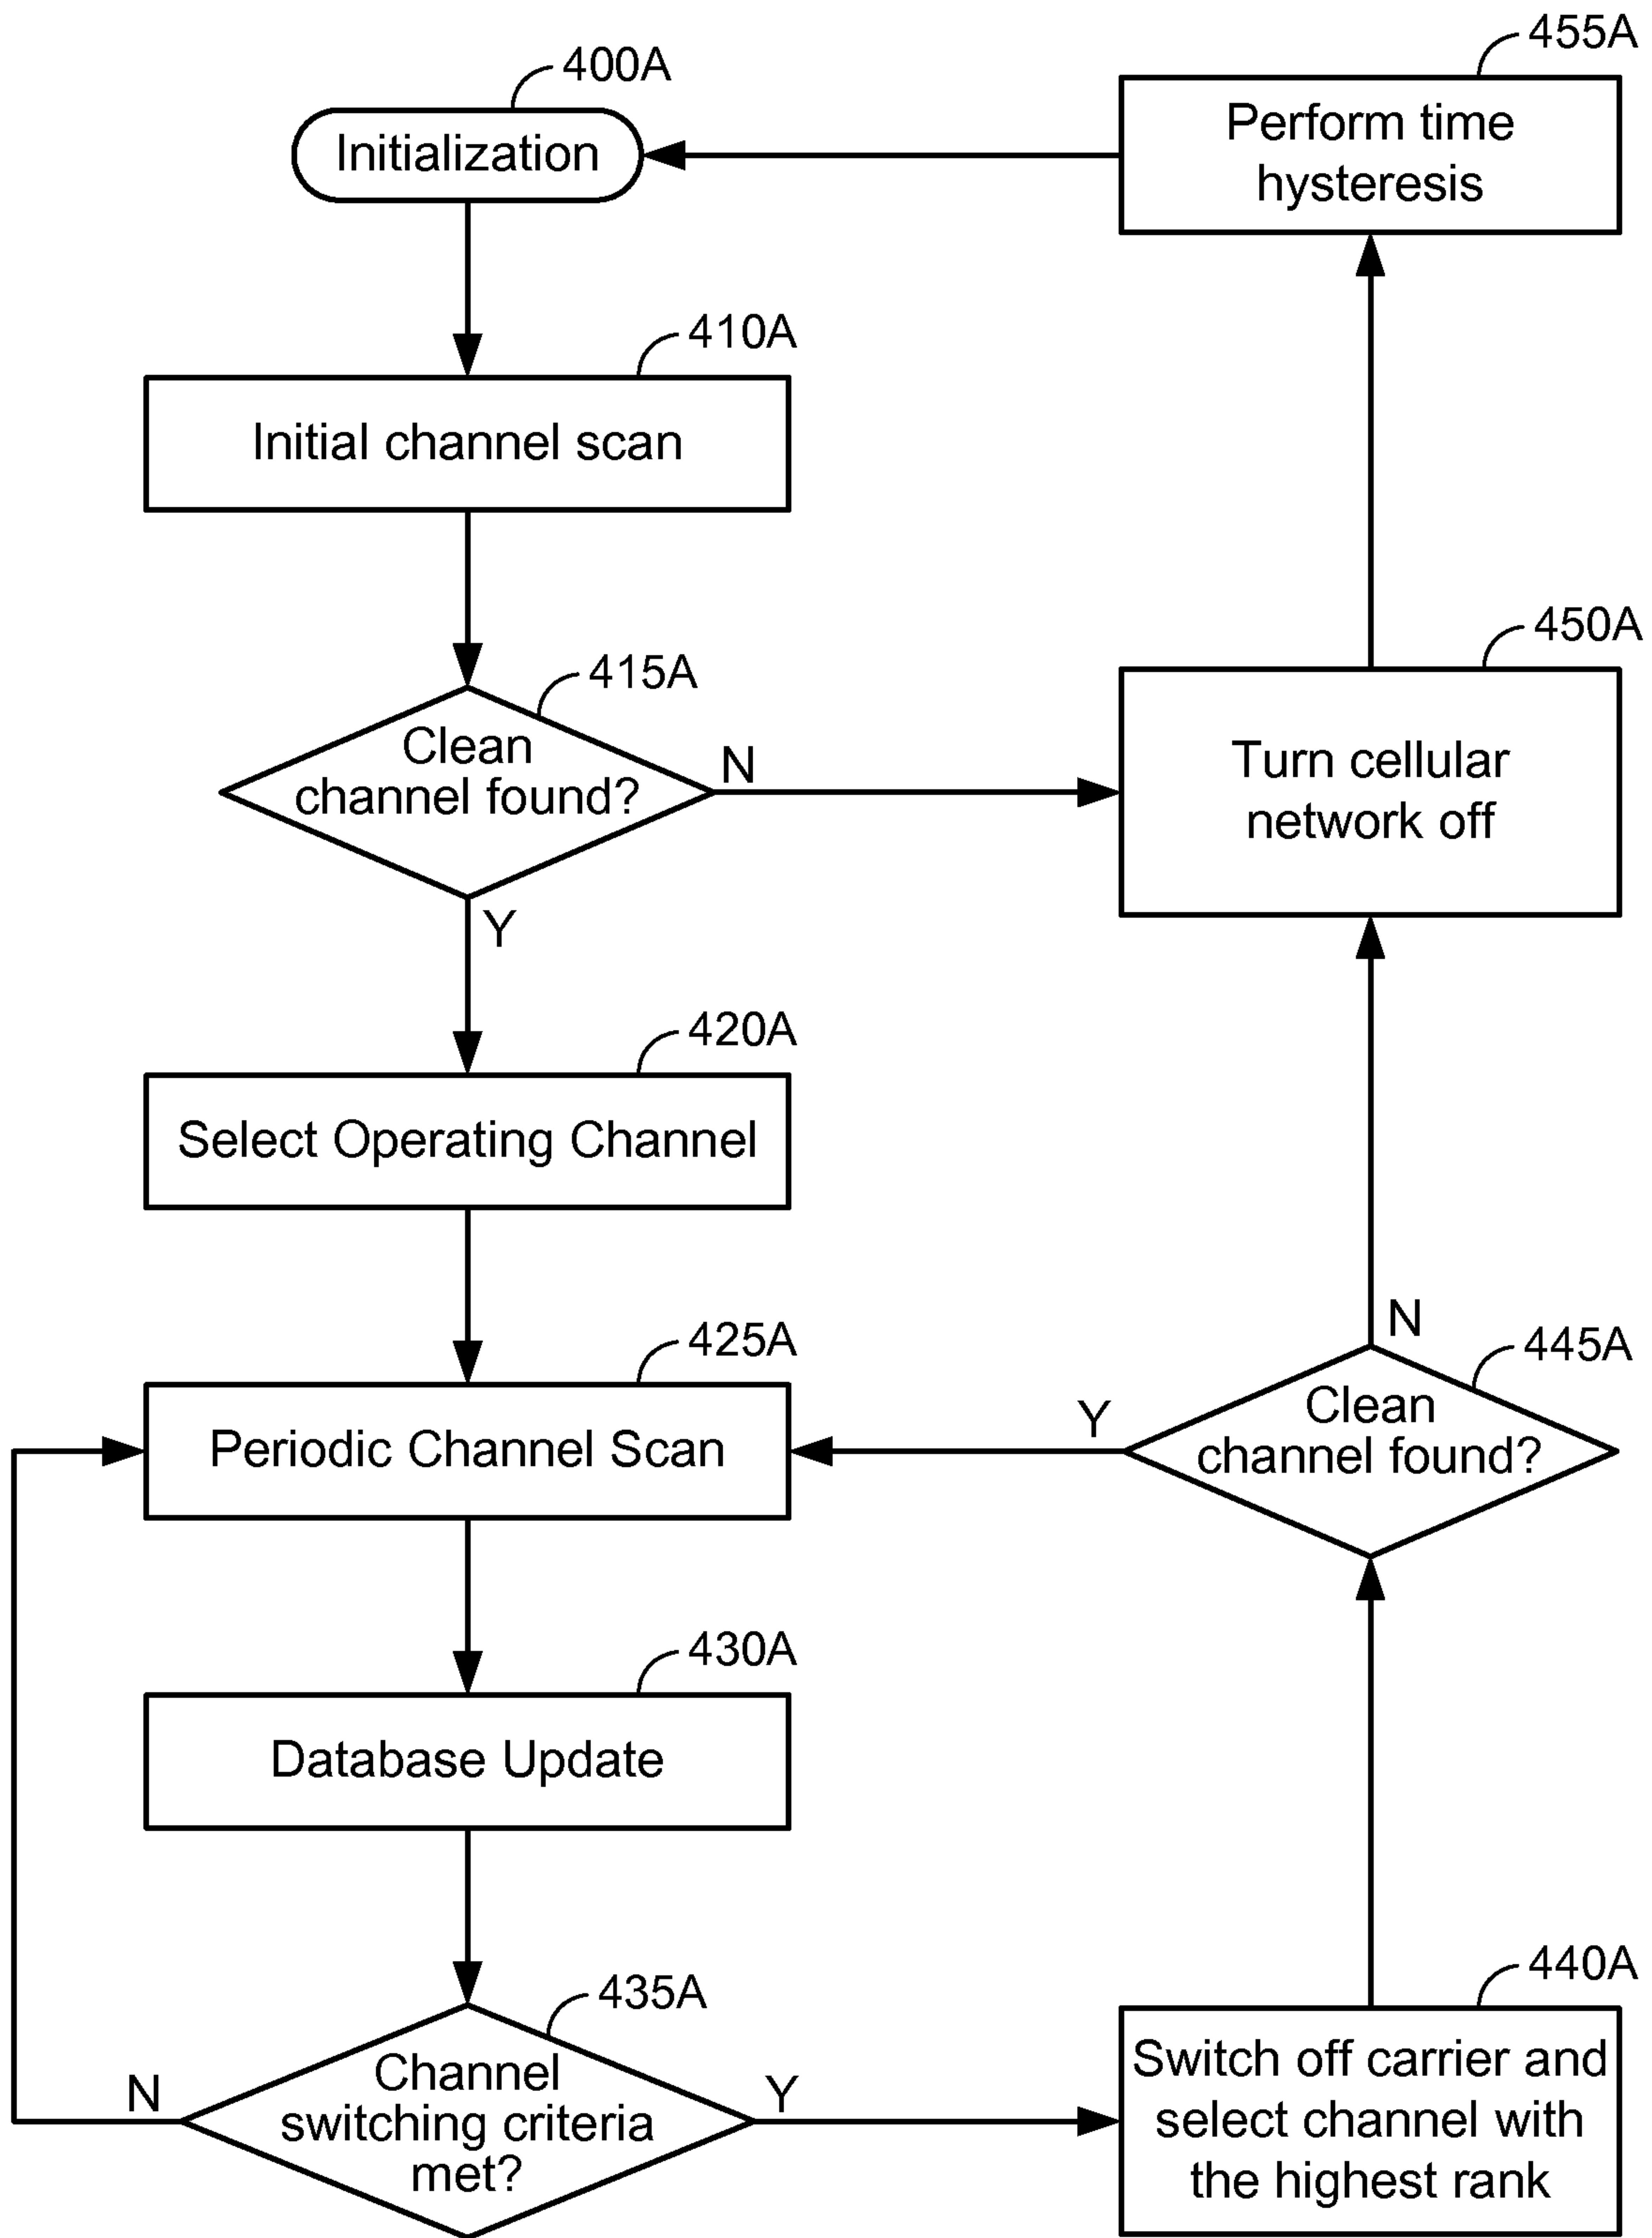 400A
Initialization
455A
Perform time
hysteresis
410A
Initial channel scan
415A
Clean
channel found?
N
Y
450A
Turn cellular
network off
420A
Select Operating Channel
425A
Periodic Channel Scan
445A
Clean
channel found?
N
Y
430A
Database Update
435A
Channel
switching criteria
met?
N
Y
440A
Switch off carrier and
select channel with
the highest rank